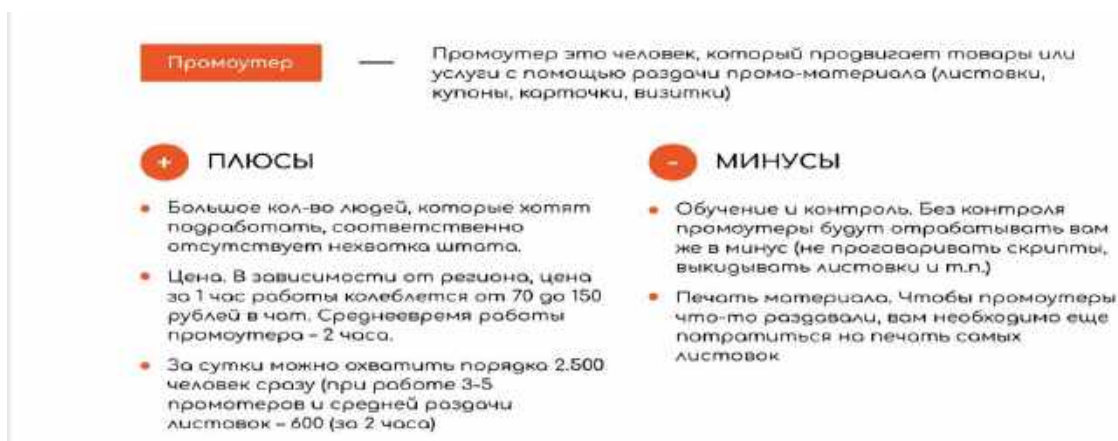 Промоутер — Промоутер это человек, который продвигает товары или
услуги с помощью раздачи промо-материала (листовки,
купоны, карточки, визитки)
+ ПЛЮСЫ
• Большое кол-во людей, которые хотят
подработать, соответственно
отсутствует нехватка штата.
• Цена. В зависимости от региона, цена
за 1 час работы колеблется от 70 до 150
рублей в чат. Среднеевремя работы
промоутера – 2 часа.
• За сутки можно охватить порядка 2.500
человек сразу (при работе 3-5
промотеров и средней раздачи
листовок – 600 (за 2 часа)
- МИНУСЫ
• Обучение и контроль. Без контроля
промоутеры будут отрабатывать вам
же в минус (не проговаривать скрипты,
выкидывать листовки и т.п.)
• Печать материала. Чтобы промоутеры
что-то раздавали, вам необходимо еще
потратиться на печать самых
листовок